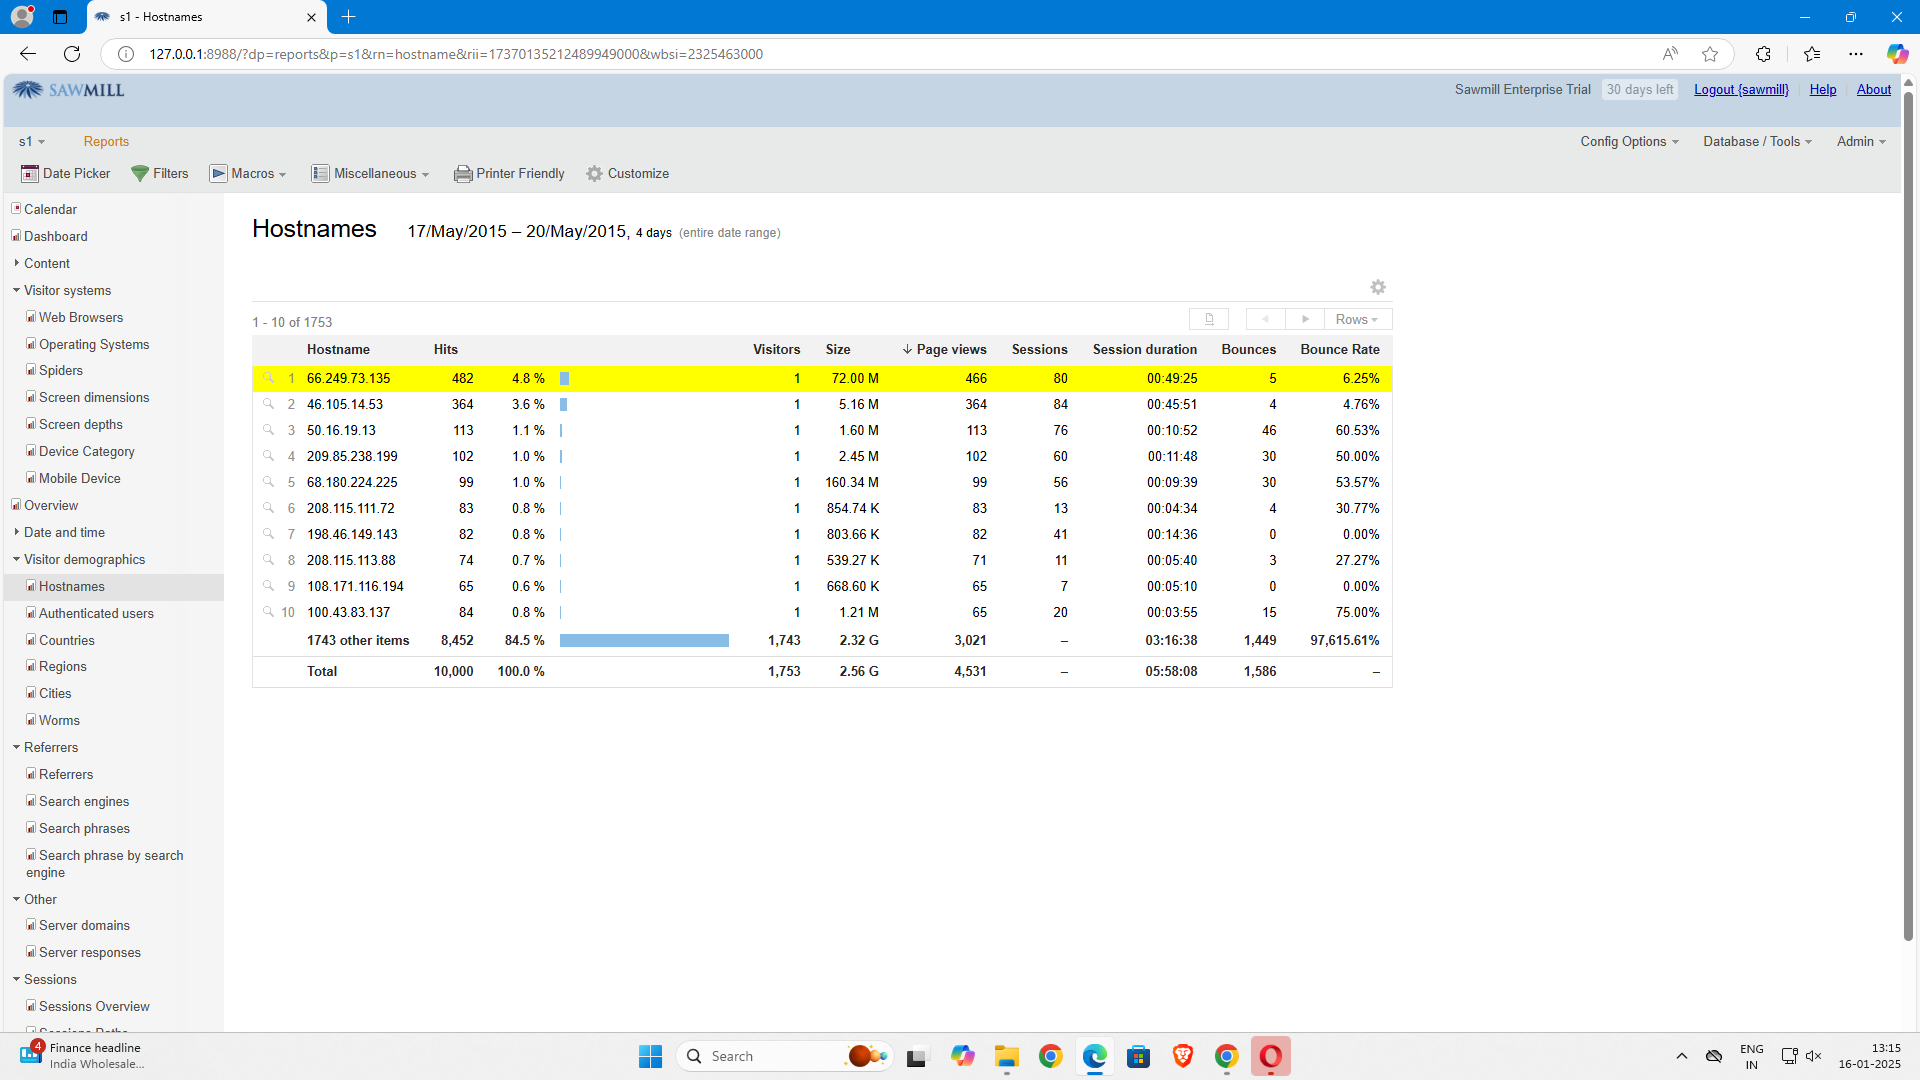 s1 - Hostnames
127.0.0.1:8988/?dp=reports&p=s1&rn=hostname&rii=17370135212489949000&wbsi=2325463000
SAWMILL
Sawmill Enterprise Trial 30 days left Logout {sawmill} Help About
s1 Reports Config Options Database / Tools Admin
Date Picker Filters Macros Miscellaneous Printer Friendly Customize
Calendar
Dashboard
Content
Visitor systems
Web Browsers
Operating Systems
Spiders
Screen dimensions
Screen depths
Device Category
Mobile Device
Overview
Date and time
Visitor demographics
Hostnames
Authenticated users
Countries
Regions
Cities
Worms
Referrers
Referrers
Search engines
Search phrases
Search phrase by search
engine
Other
Server domains
Server responses
Sessions
Sessions Overview
Sessions Paths
Hostnames 17/May/2015 – 20/May/2015, 4 days (entire date range)
1 - 10 of 1753 Rows
Hostname Hits Visitors Size Page views Sessions Session duration Bounces Bounce Rate
1 66.249.73.135 482 4.8 % 1 72.00 M 466 80 00:49:25 5 6.25%
2 46.105.14.53 364 3.6 % 1 5.16 M 364 84 00:45:51 4 4.76%
3 50.16.19.13 113 1.1 % 1 1.60 M 113 76 00:10:52 46 60.53%
4 209.85.238.199 102 1.0 % 1 2.45 M 102 60 00:11:48 30 50.00%
5 68.180.224.225 99 1.0 % 1 160.34 M 99 56 00:09:39 30 53.57%
6 208.115.111.72 83 0.8 % 1 854.74 K 83 13 00:04:34 4 30.77%
7 198.46.149.143 82 0.8 % 1 803.66 K 82 41 00:14:36 0 0.00%
8 208.115.113.88 74 0.7 % 1 539.27 K 71 11 00:05:40 3 27.27%
9 108.171.116.194 65 0.6 % 1 668.60 K 65 7 00:05:10 0 0.00%
10 100.43.83.137 84 0.8 % 1 1.21 M 65 20 00:03:55 15 75.00%
1743 other items 8,452 84.5 % 1,743 2.32 G 3,021 – 03:16:38 1,449 97,615.61%
Total 10,000 100.0 % 1,753 2.56 G 4,531 – 05:58:08 1,586 –
4
Finance headline
India Wholesale...
Search
ENG
IN
13:15
16-01-2025